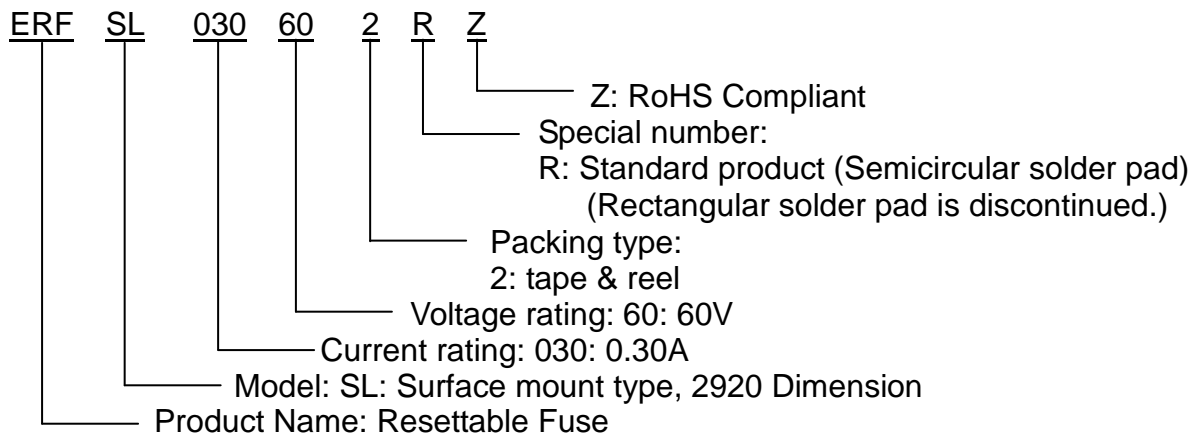 ERF SL 030 60 2 R Z
Z: RoHS Compliant
Special number:
R: Standard product (Semicircular solder pad)
(Rectangular solder pad is discontinued.)
Packing type:
2: tape & reel
Voltage rating: 60: 60V
Current rating: 030: 0.30A
Model: SL: Surface mount type, 2920 Dimension
Product Name: Resettable Fuse